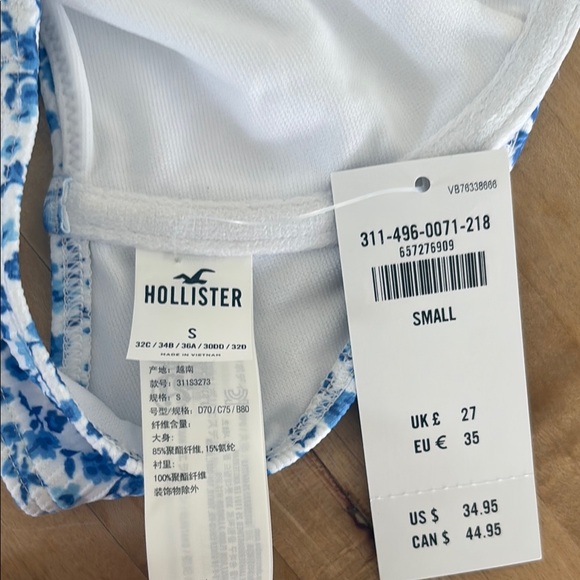 HOLLISTER
S
32C / 34B / 36A / 30DD / 32D
MADE IN VIETNAM
产地: 越南
款号: 311S3273
规格: S
号型/规格: D70 / C75 / B80
纤维含量:
大身:
85%聚酯纤维, 15%氨纶
衬里:
100%聚酯纤维
装饰物除外
VB76338666
311-496-0071-218
657276909
SMALL
UK £ 27
EU € 35
US $ 34.95
CAN $ 44.95